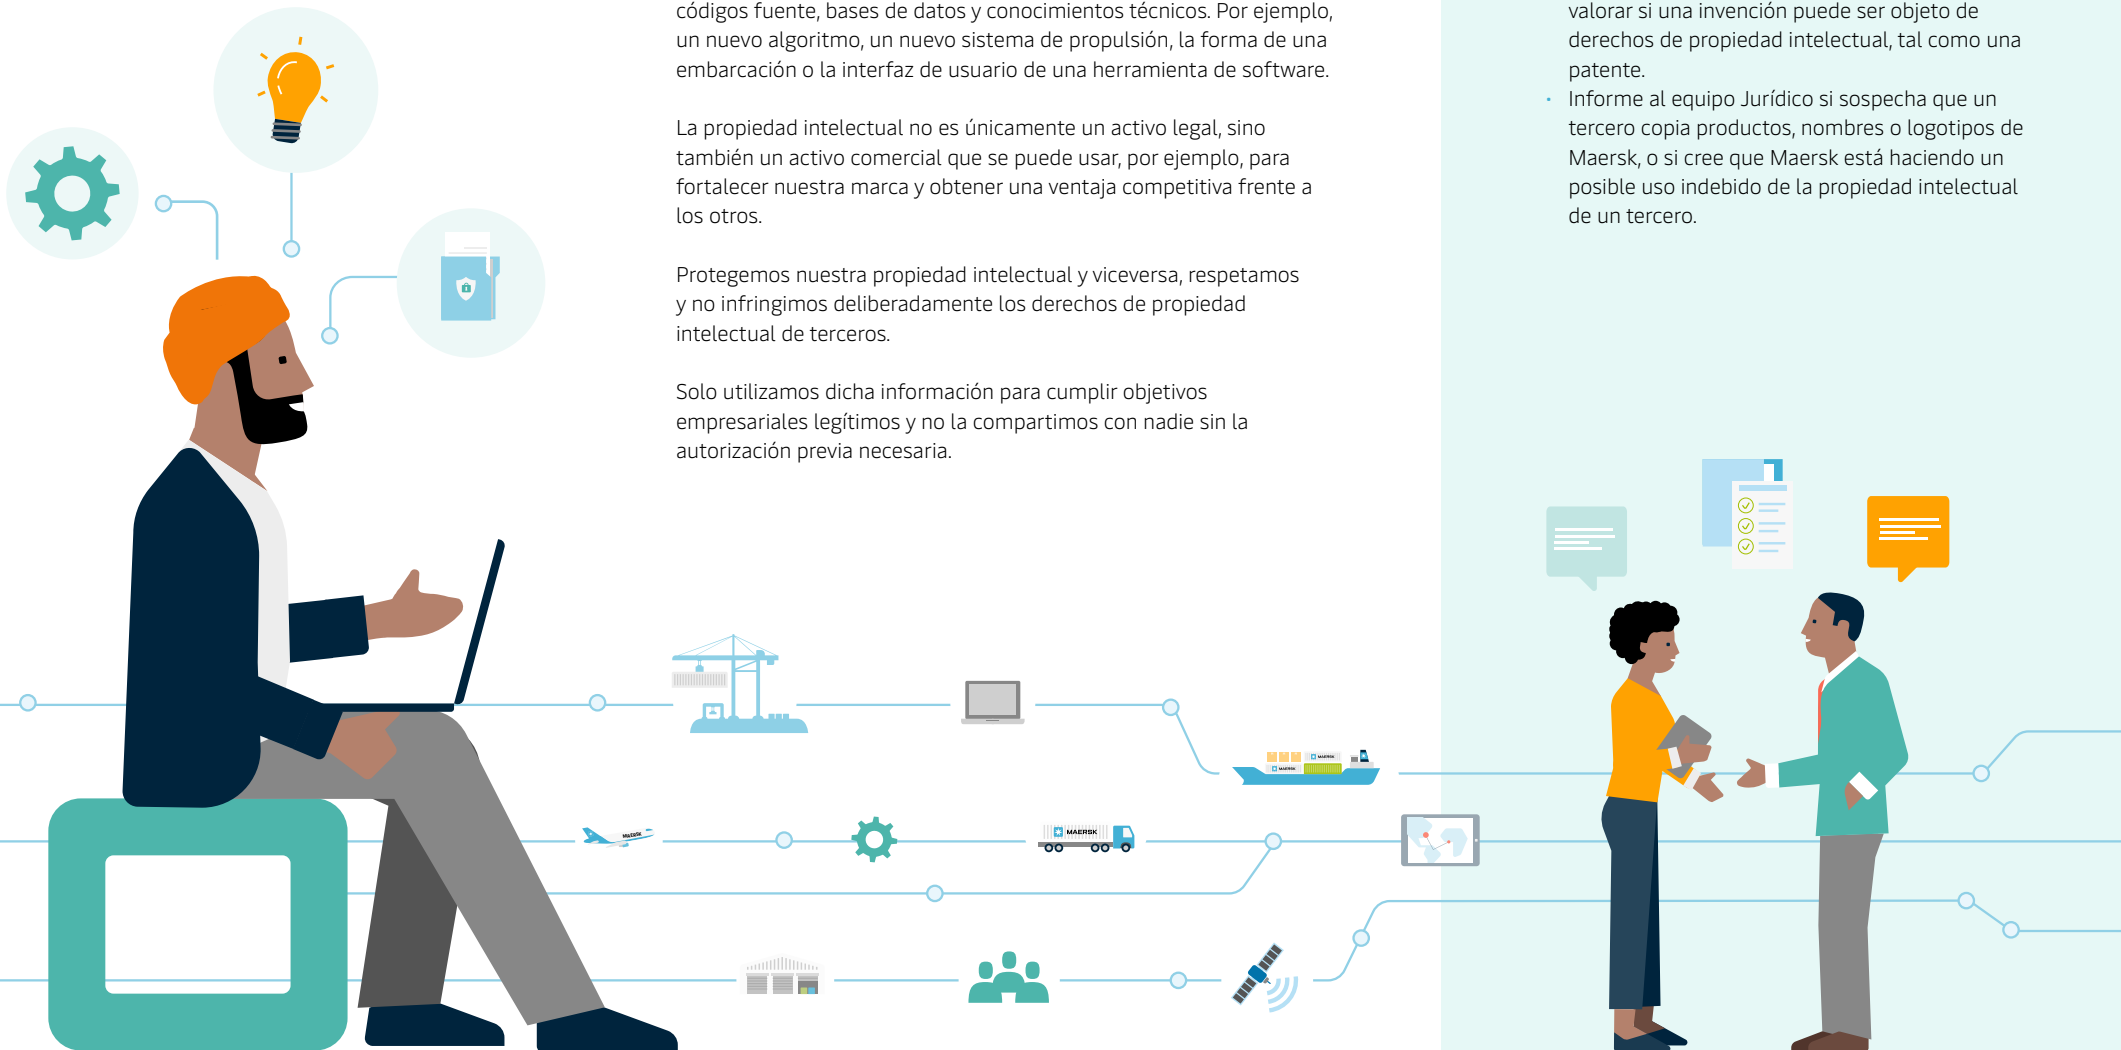 códigos fuente, bases de datos y conocimientos técnicos. Por ejemplo,
un nuevo algoritmo, un nuevo sistema de propulsión, la forma de una
embarcación o la interfaz de usuario de una herramienta de software.
La propiedad intelectual no es únicamente un activo legal, sino
también un activo comercial que se puede usar, por ejemplo, para
fortalecer nuestra marca y obtener una ventaja competitiva frente a
los otros.
Protegemos nuestra propiedad intelectual y viceversa, respetamos
y no infringimos deliberadamente los derechos de propiedad
intelectual de terceros.
Solo utilizamos dicha información para cumplir objetivos
empresariales legítimos y no la compartimos con nadie sin la
autorización previa necesaria.
valorar si una invención puede ser objeto de
derechos de propiedad intelectual, tal como una
patente.
· Informe al equipo Jurídico si sospecha que un
tercero copia productos, nombres o logotipos de
Maersk, o si cree que Maersk está haciendo un
posible uso indebido de la propiedad intelectual
de un tercero.
MAERSK
MAERSK
MAERSK
MAERSK